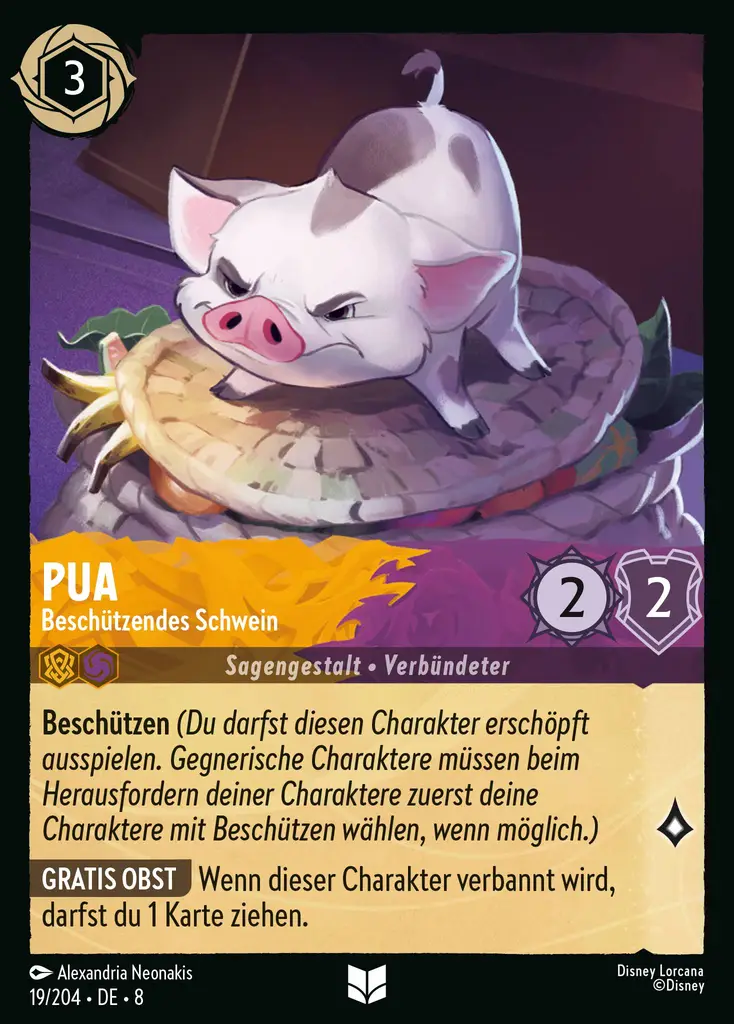 3
PUA
Beschützendes Schwein
2
2
Sagengestalt • Verbündeter
Beschützen (Du darfst diesen Charakter erschöpft
ausspielen. Gegnerische Charaktere müssen beim
Herausfordern deiner Charaktere zuerst deine
Charaktere mit Beschützen wählen, wenn möglich.)
GRATIS OBST Wenn dieser Charakter verbannt wird,
darfst du 1 Karte ziehen.
Alexandria Neonakis
19/204 • DE • 8
Disney Lorcana
©Disney